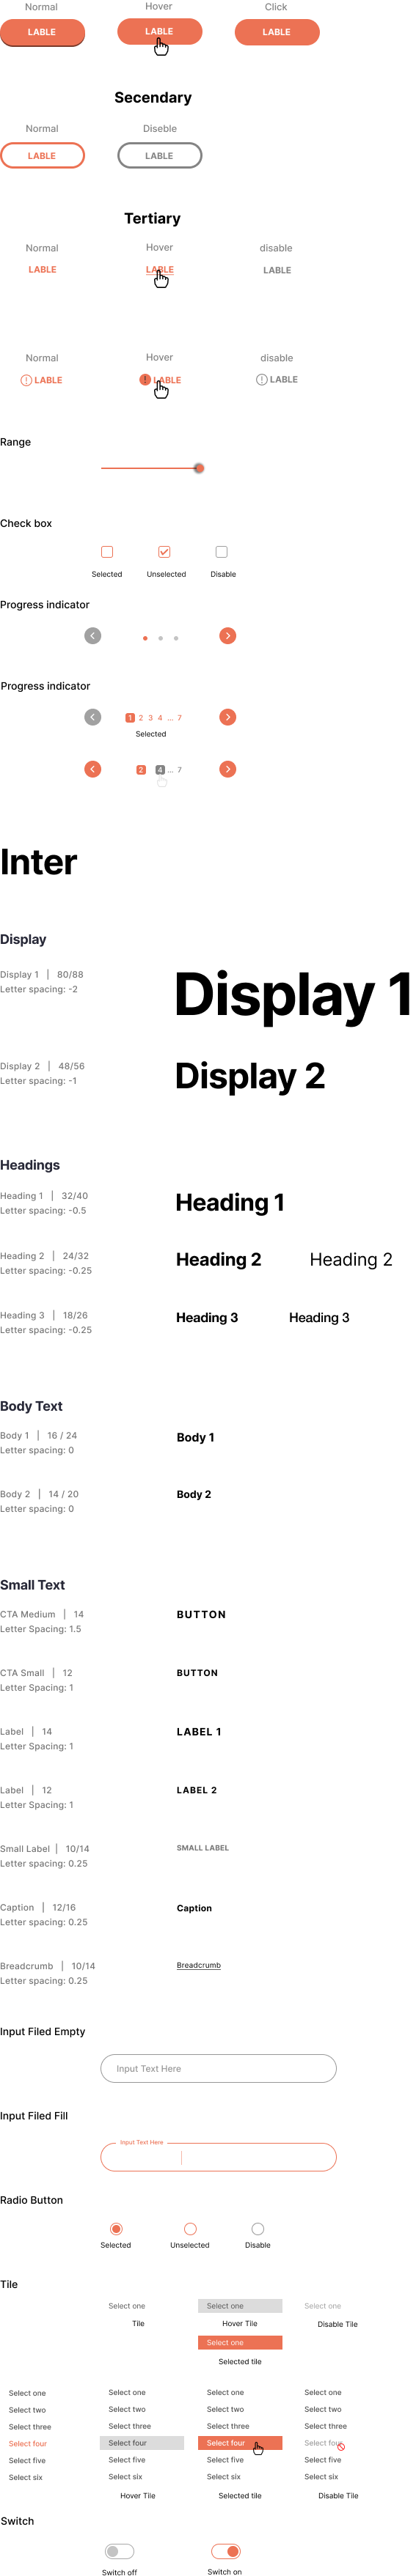 Normal Hover Click
LABLE LABLE LABLE
Secendary
Normal Diseble
LABLE LABLE
Tertiary
Normal Hover disable
LABLE LABLE LABLE
Normal Hover disable
LABLE LABLE LABLE
Range
Check box
Selected Unselected Disable
Progress indicator
Progress indicator
1 2 3 4 ... 7
Selected
2 4 ... 7
Inter
Display
Display 1 | 80/88
Letter spacing: -2
Display 1
Display 2 | 48/56
Letter spacing: -1
Display 2
Headings
Heading 1 | 32/40
Letter spacing: -0.5
Heading 1
Heading 2 | 24/32
Letter spacing: -0.25
Heading 2 Heading 2
Heading 3 | 18/26
Letter spacing: -0.25
Heading 3 Heading 3
Body Text
Body 1 | 16 / 24
Letter spacing: 0
Body 1
Body 2 | 14 / 20
Letter spacing: 0
Body 2
Small Text
CTA Medium | 14
Letter Spacing: 1.5
BUTTON
CTA Small | 12
Letter Spacing: 1
BUTTON
Label | 14
Letter Spacing: 1
LABEL 1
Label | 12
Letter Spacing: 1
LABEL 2
Small Label | 10/14
Letter spacing: 0.25
SMALL LABEL
Caption | 12/16
Letter spacing: 0.25
Caption
Breadcrumb | 10/14
Letter spacing: 0.25
Breadcrumb
Input Filed Empty
Input Text Here
Input Filed Fill
Input Text Here
Radio Button
Selected Unselected Disable
Tile
Select one Select one Select one
Tile Hover Tile Disable Tile
Select one
Selected tile
Select one Select one Select one Select one
Select two Select two Select two Select two
Select three Select three Select three Select three
Select four Select four Select four Select four
Select five Select five Select five Select five
Select six Select six Select six Select six
Hover Tile Selected tile Disable Tile
Switch
Switch off Switch on